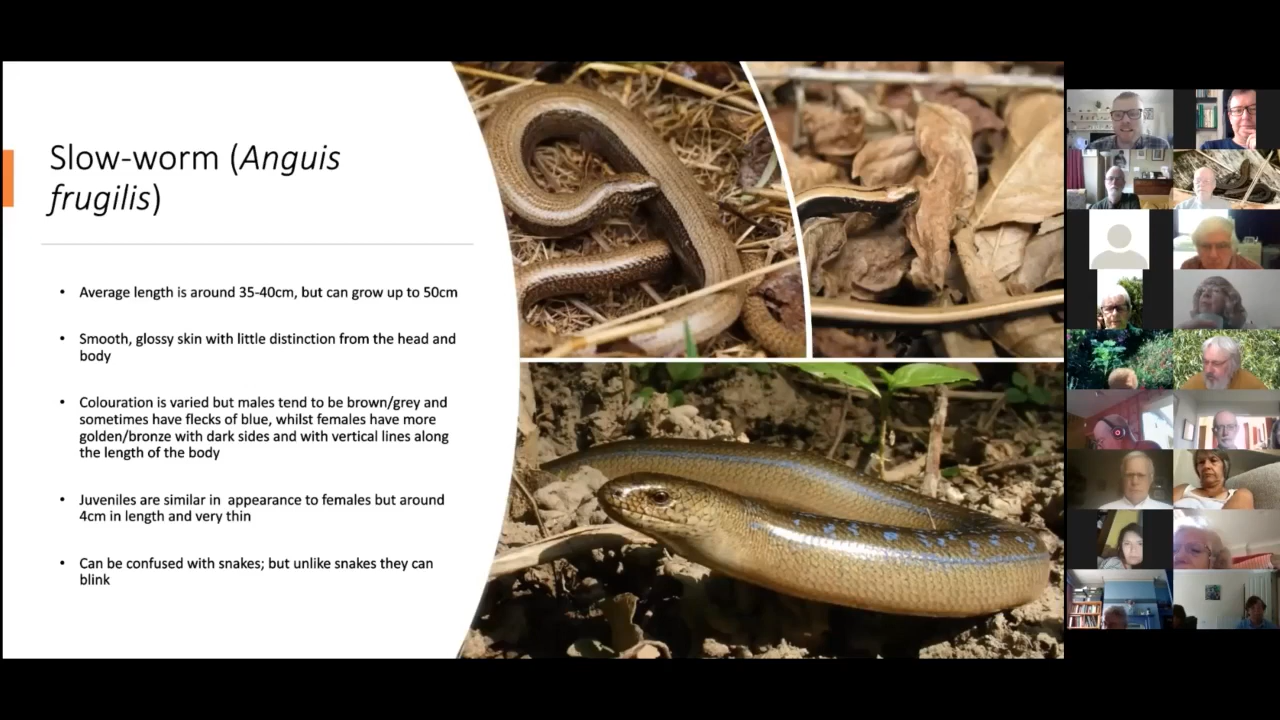 Slow-worm (Anguis
frugilis)
• Average length is around 35-40cm, but can grow up to 50cm
• Smooth, glossy skin with little distinction from the head and
body
• Colouration is varied but males tend to be brown/grey and
sometimes have flecks of blue, whilst females have more
golden/bronze with dark sides and with vertical lines along
the length of the body
• Juveniles are similar in appearance to females but around
4cm in length and very thin
• Can be confused with snakes; but unlike snakes they can
blink